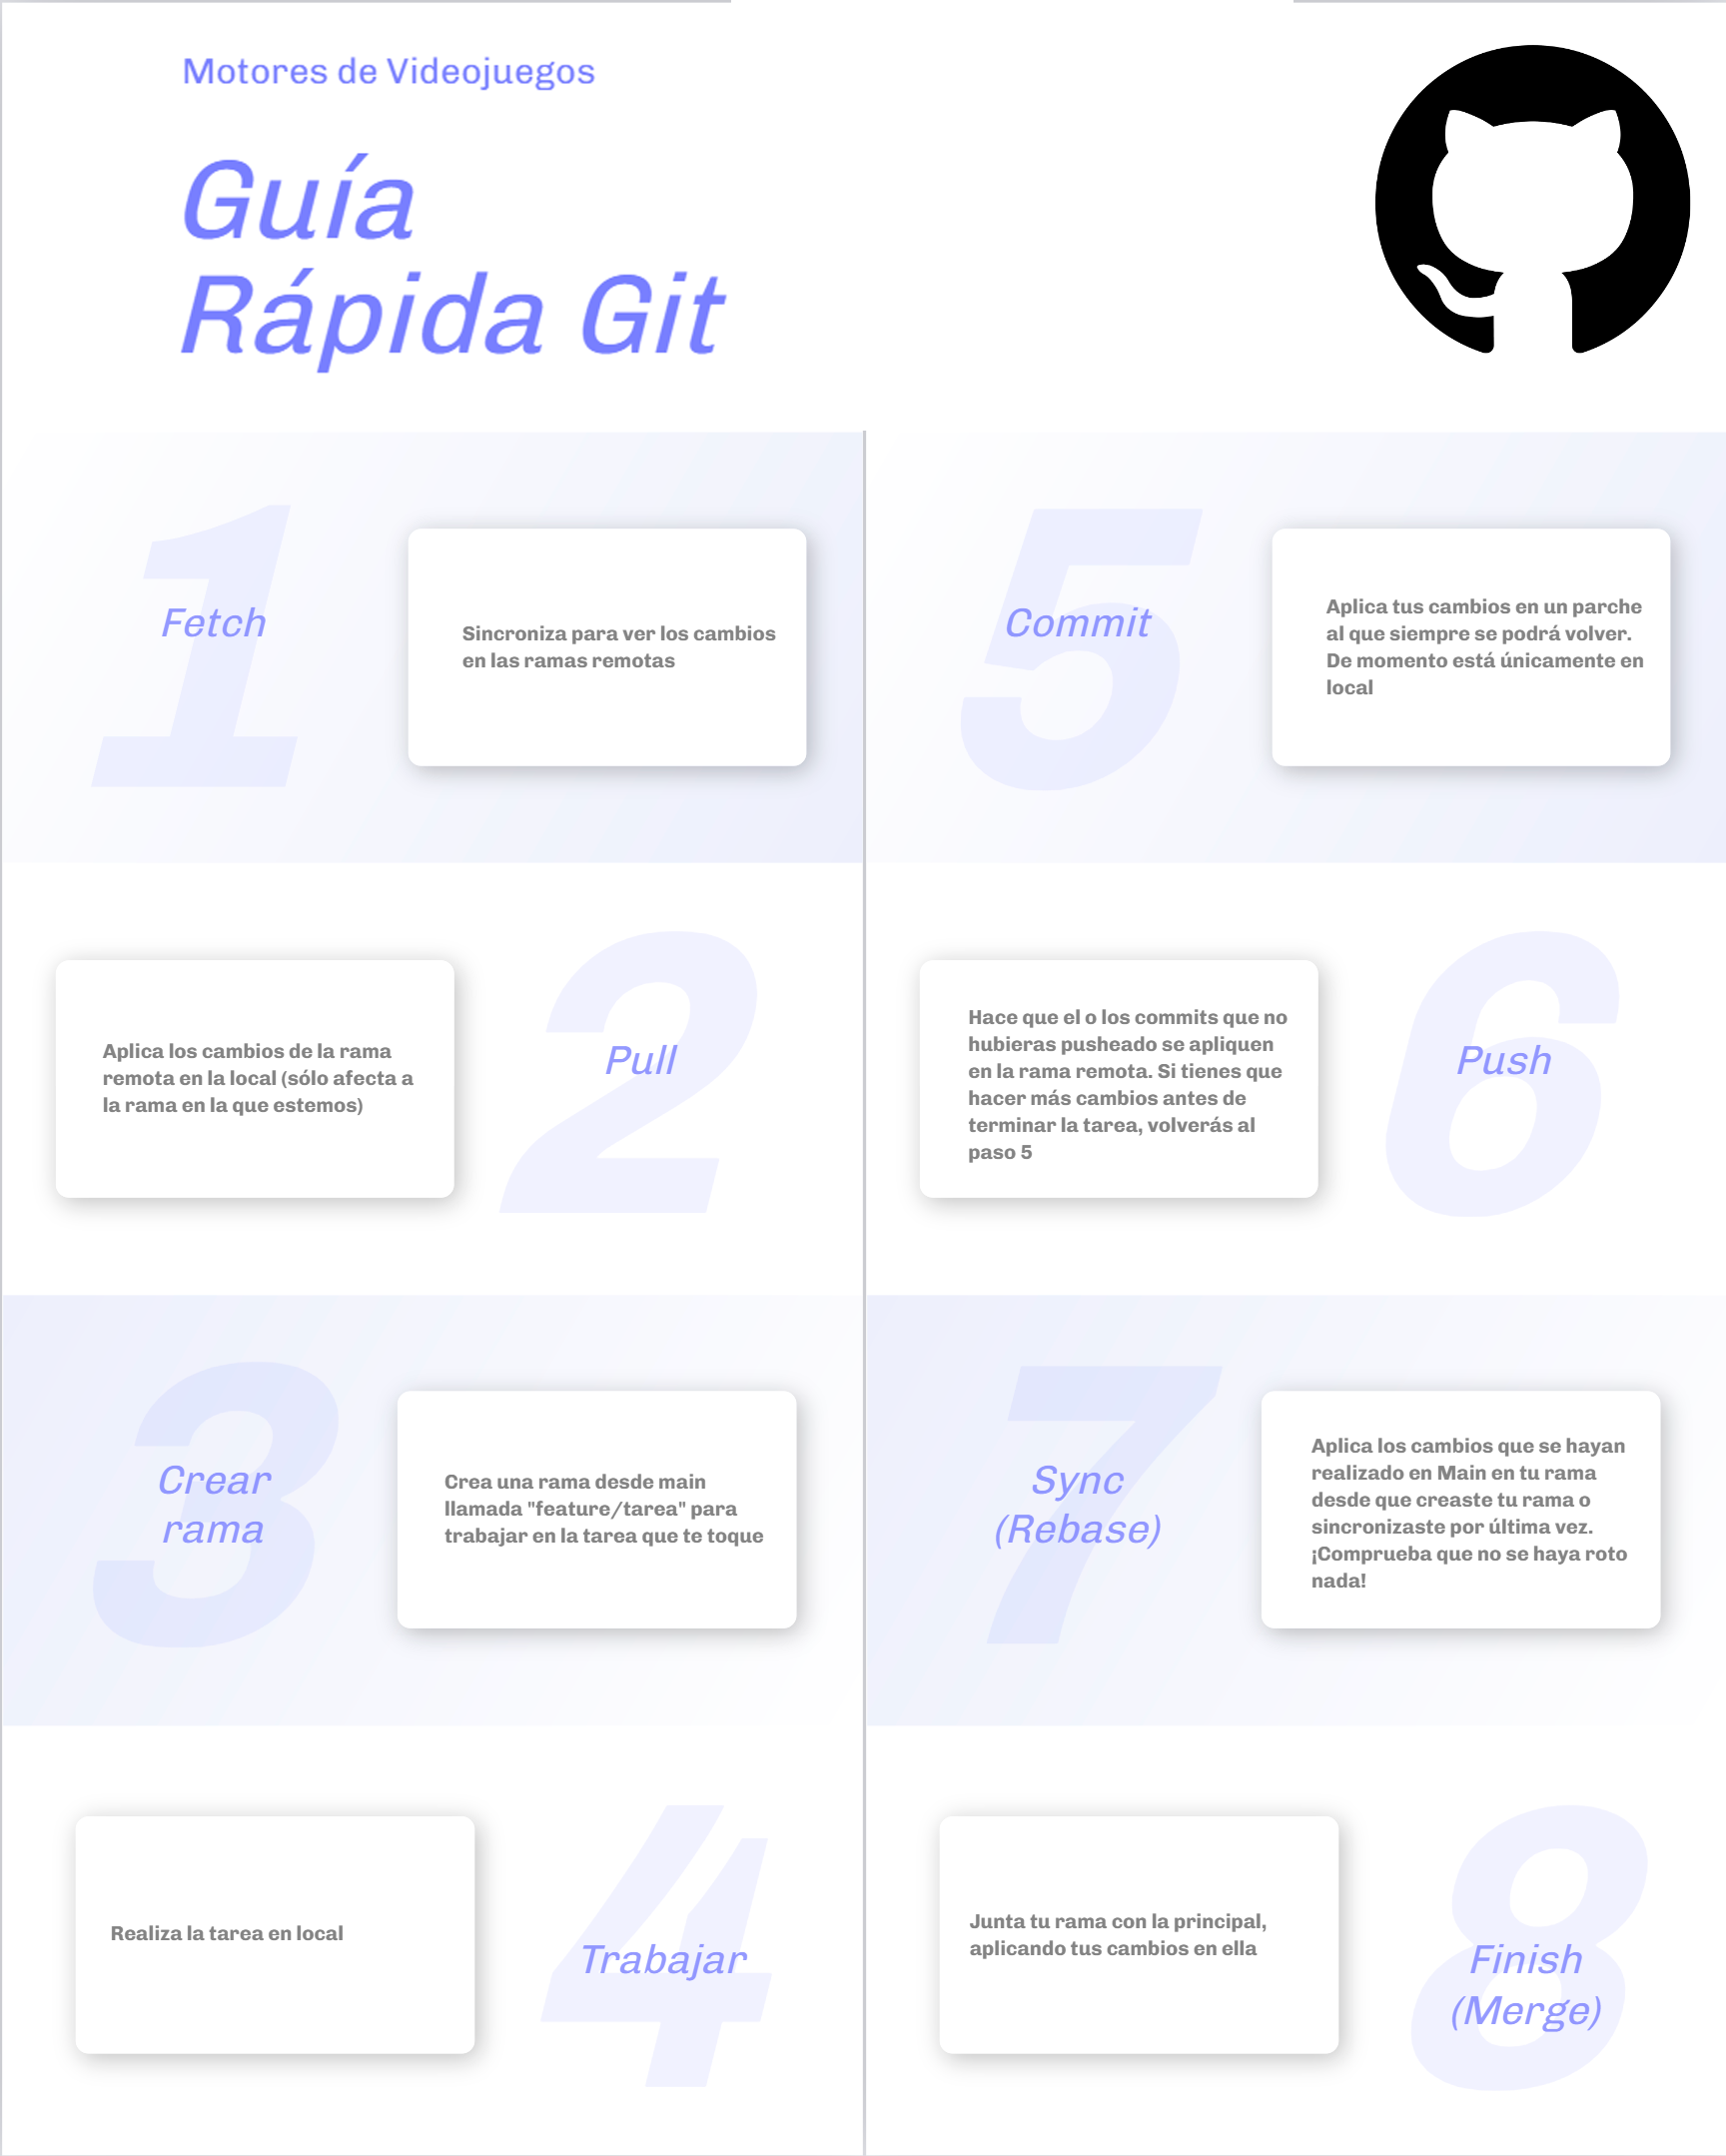 Motores de Videojuegos
Guía
Rápida Git
1
Fetch
Sincroniza para ver los cambios
en las ramas remotas
2
Pull
Aplica los cambios de la rama
remota en la local (sólo afecta a
la rama en la que estemos)
3
Crear
rama
Crea una rama desde main
llamada "feature/tarea" para
trabajar en la tarea que te toque
4
Trabajar
Realiza la tarea en local
5
Commit
Aplica tus cambios en un parche
al que siempre se podrá volver.
De momento está únicamente en
local
6
Push
Hace que el o los commits que no
hubieras pusheado se apliquen
en la rama remota. Si tienes que
hacer más cambios antes de
terminar la tarea, volverás al
paso 5
7
Sync
(Rebase)
Aplica los cambios que se hayan
realizado en Main en tu rama
desde que creaste tu rama o
sincronizaste por última vez.
¡Comprueba que no se haya roto
nada!
8
Finish
(Merge)
Junta tu rama con la principal,
aplicando tus cambios en ella